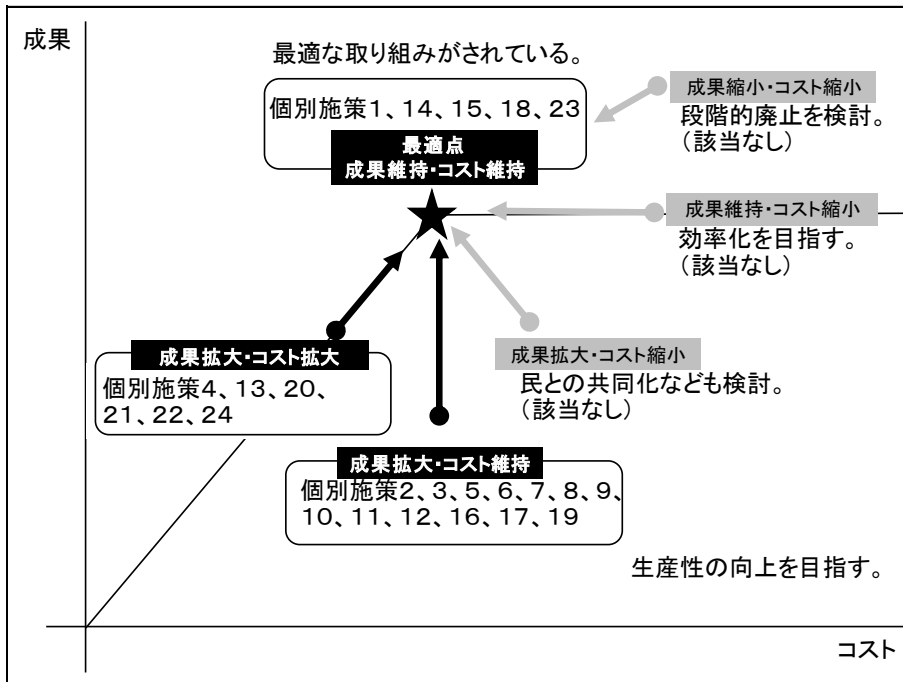 成果
最適な取り組みがされている。
個別施策1、14、15、18、23
最適点
成果維持・コスト維持
成果縮小・コスト縮小
段階的廃止を検討。
(該当なし)
成果維持・コスト縮小
効率化を目指す。
(該当なし)
成果拡大・コスト拡大
個別施策4、13、20、
21、22、24
成果拡大・コスト縮小
民との共同化なども検討。
(該当なし)
成果拡大・コスト維持
個別施策2、3、5、6、7、8、9、
10、11、12、16、17、19
生産性の向上を目指す。
コスト